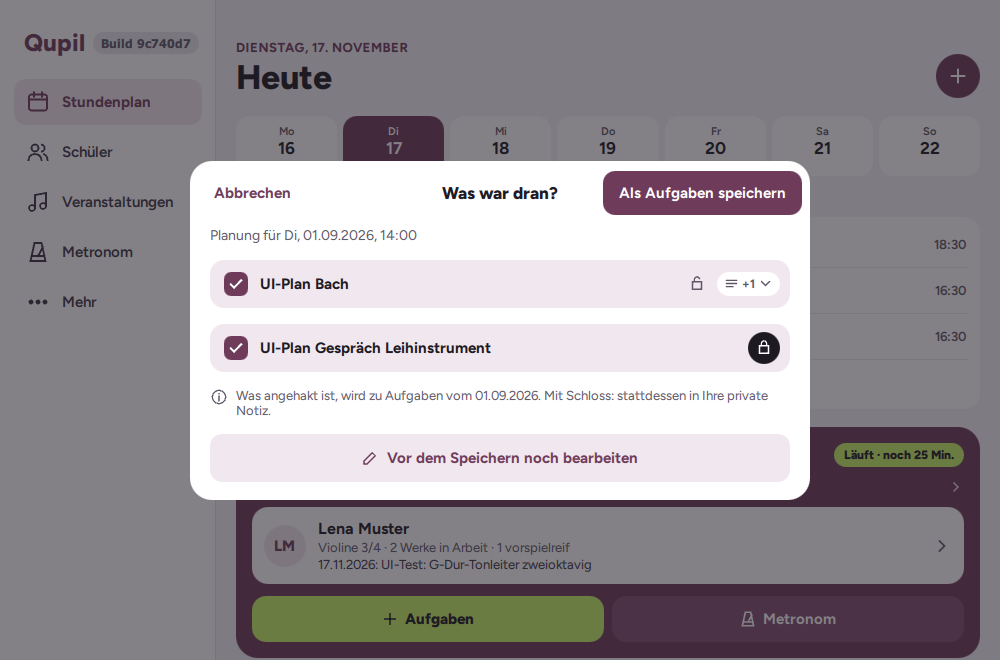 Qupil Build 9c740d7
Stundenplan
Schüler
Veranstaltungen
Metronom
Mehr
DIENSTAG, 17. NOVEMBER
Heute
Mo Di Mi Do Fr Sa So
16 17 18 19 20 21 22
Abbrechen Was war dran? Als Aufgaben speichern
Planung für Di, 01.09.2026, 14:00
UI-Plan Bach +1
UI-Plan Gespräch Leihinstrument
Was angehakt ist, wird zu Aufgaben vom 01.09.2026. Mit Schloss: stattdessen in Ihre private
Notiz.
Vor dem Speichern noch bearbeiten
18:30
16:30
16:30
Läuft · noch 25 Min.
LM
Lena Muster
Violine 3/4 · 2 Werke in Arbeit · 1 vorspielreif
17.11.2026: UI-Test: G-Dur-Tonleiter zweioktavig
Aufgaben Metronom